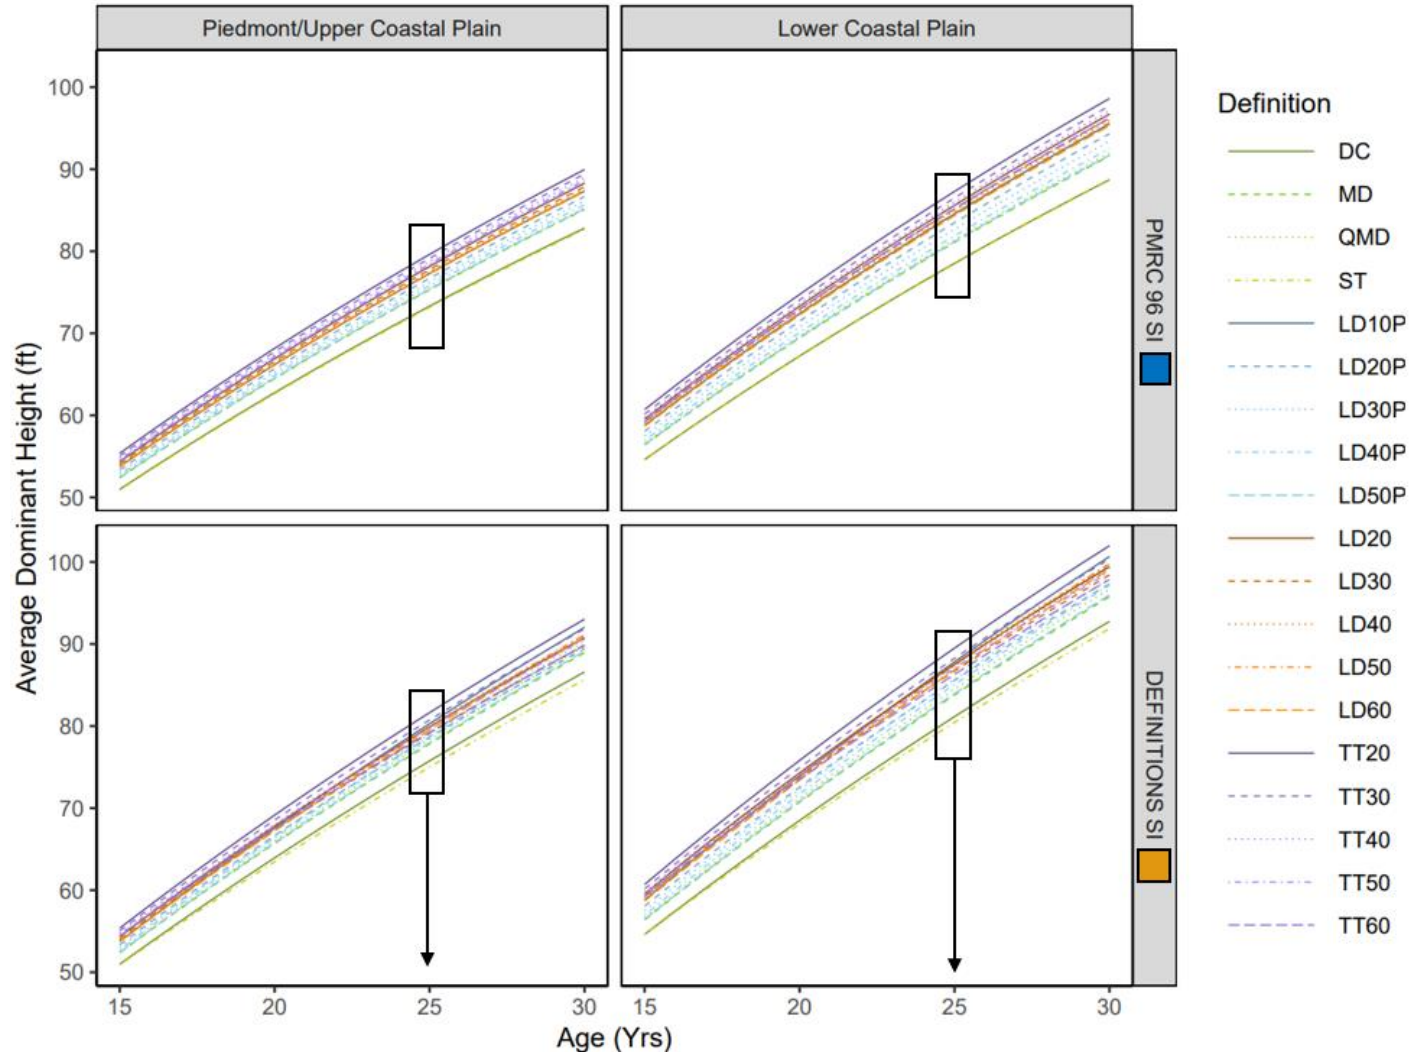 Piedmont/Upper Coastal Plain
Lower Coastal Plain
Average Dominant Height (ft)
100
90
80
70
60
50
PMRC 96 SI
100
90
80
70
60
50
DEFINITIONS SI
15
20
25
30
15
20
25
30
Age (Yrs)
Definition
DC
MD
QMD
ST
LD10P
LD20P
LD30P
LD40P
LD50P
LD20
LD30
LD40
LD50
LD60
TT20
TT30
TT40
TT50
TT60